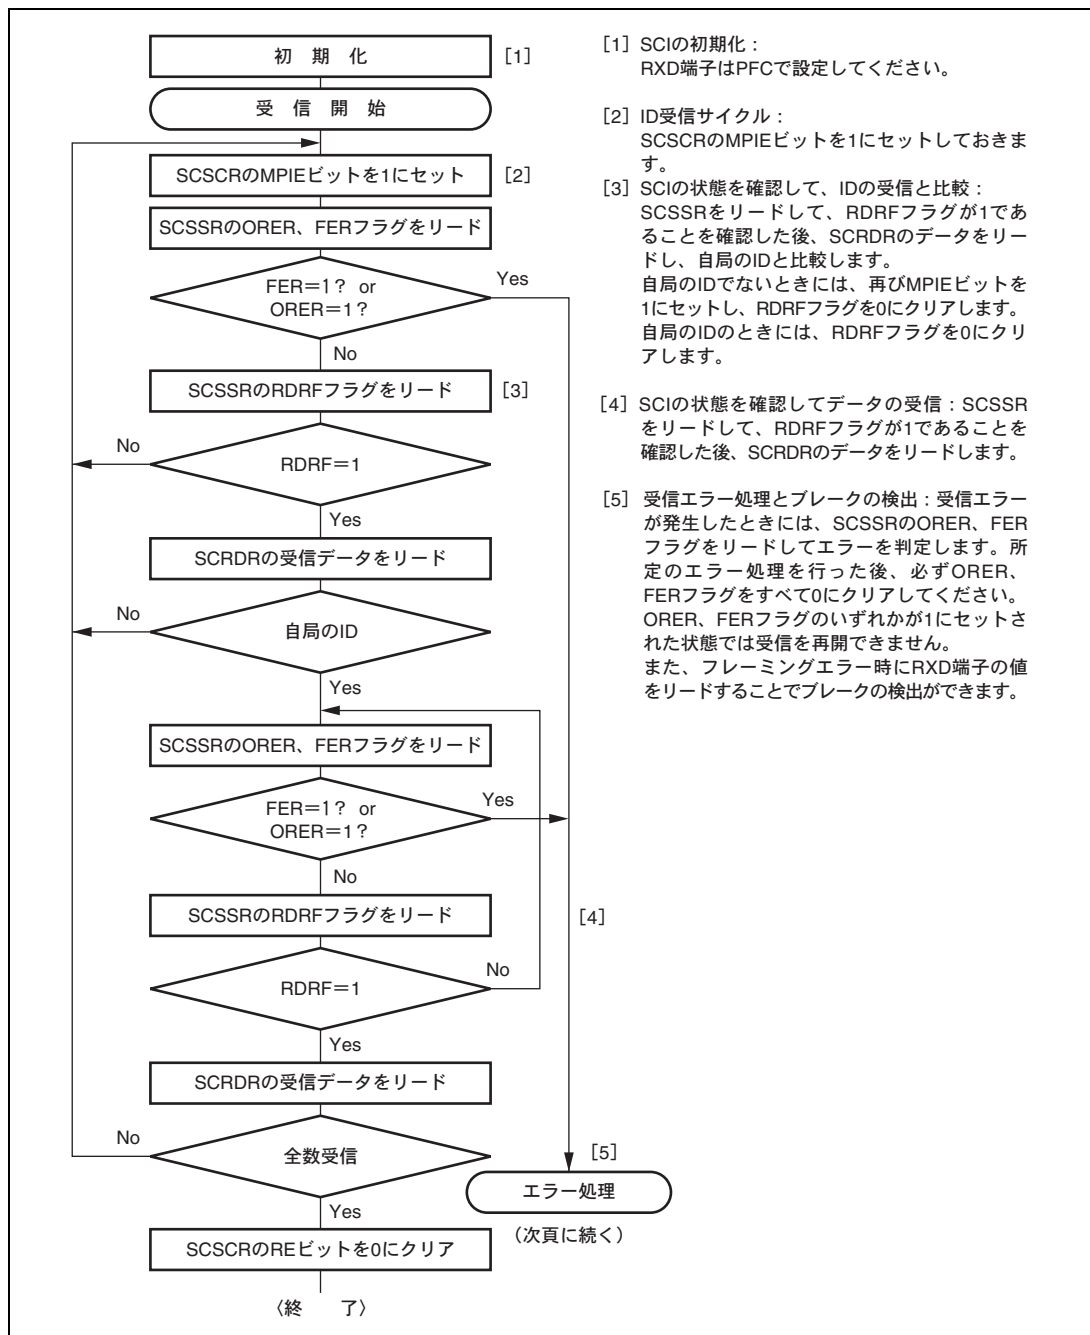 初 期 化 [1]
受 信 開 始
SCSCRのMPIEビットを1にセット [2]
SCSSRのORER、FERフラグをリード
FER=1? or
ORER=1?
Yes
No
SCSSRのRDRFフラグをリード [3]
No
RDRF=1
Yes
SCRDRの受信データをリード
No
自局のID
Yes
SCSSRのORER、FERフラグをリード
FER=1? or
ORER=1?
Yes
No
SCSSRのRDRFフラグをリード
[4]
No
RDRF=1
Yes
SCRDRの受信データをリード
No
全数受信
[5]
エラー処理
Yes
(次頁に続く)
SCSCRのREビットを0にクリア
〈終 了〉
[1] SCIの初期化:
RXD端子はPFCで設定してください。
[2] ID受信サイクル:
SCSCRのMPIEビットを1にセットしておきま
す。
[3] SCIの状態を確認して、IDの受信と比較:
SCSSRをリードして、RDRFフラグが1であ
ることを確認した後、SCRDRのデータをリー
ドし、自局のIDと比較します。
自局のIDでないときには、再びMPIEビットを
1にセットし、RDRFフラグを0にクリアします。
自局のIDのときには、RDRFフラグを0にクリ
アします。
[4] SCIの状態を確認してデータの受信:SCSSR
をリードして、RDRFフラグが1であることを
確認した後、SCRDRのデータをリードします。
[5] 受信エラー処理とブレークの検出:受信エラー
が発生したときには、SCSSRのORER、FER
フラグをリードしてエラーを判定します。所
定のエラー処理を行った後、必ずORER、
FERフラグをすべて0にクリアしてください。
ORER、FERフラグのいずれかが1にセットさ
れた状態では受信を再開できません。
また、フレーミングエラー時にRXD端子の値
をリードすることでブレークの検出ができます。